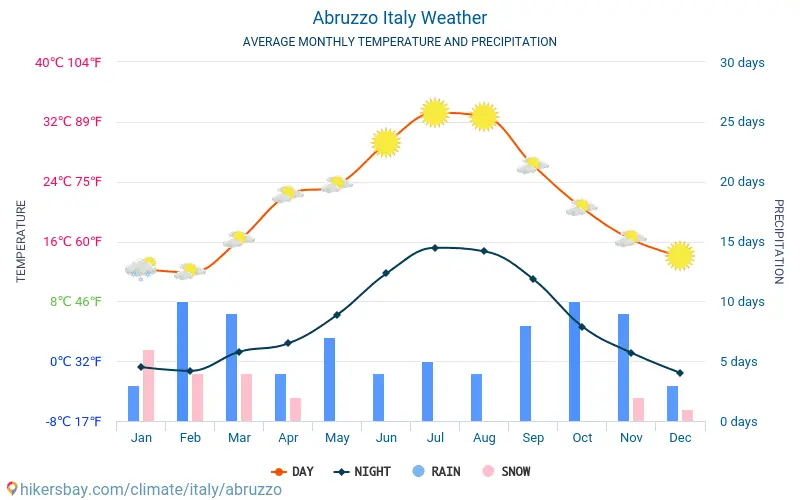 Abruzzo Italy Weather
AVERAGE MONTHLY TEMPERATURE AND PRECIPITATION
40℃ 104℉ 30 days
32℃ 89℉ 25 days
24℃ 75℉ 20 days
16℃ 60℉ 15 days
8℃ 46℉ 10 days
0℃ 32℉ 5 days
-8℃ 17℉ 0 days
TEMPERATURE
PRECIPITATION
Jan Feb Mar Apr May Jun Jul Aug Sep Oct Nov Dec
DAY NIGHT RAIN SNOW
hikersbay.com/climate/italy/abruzzo